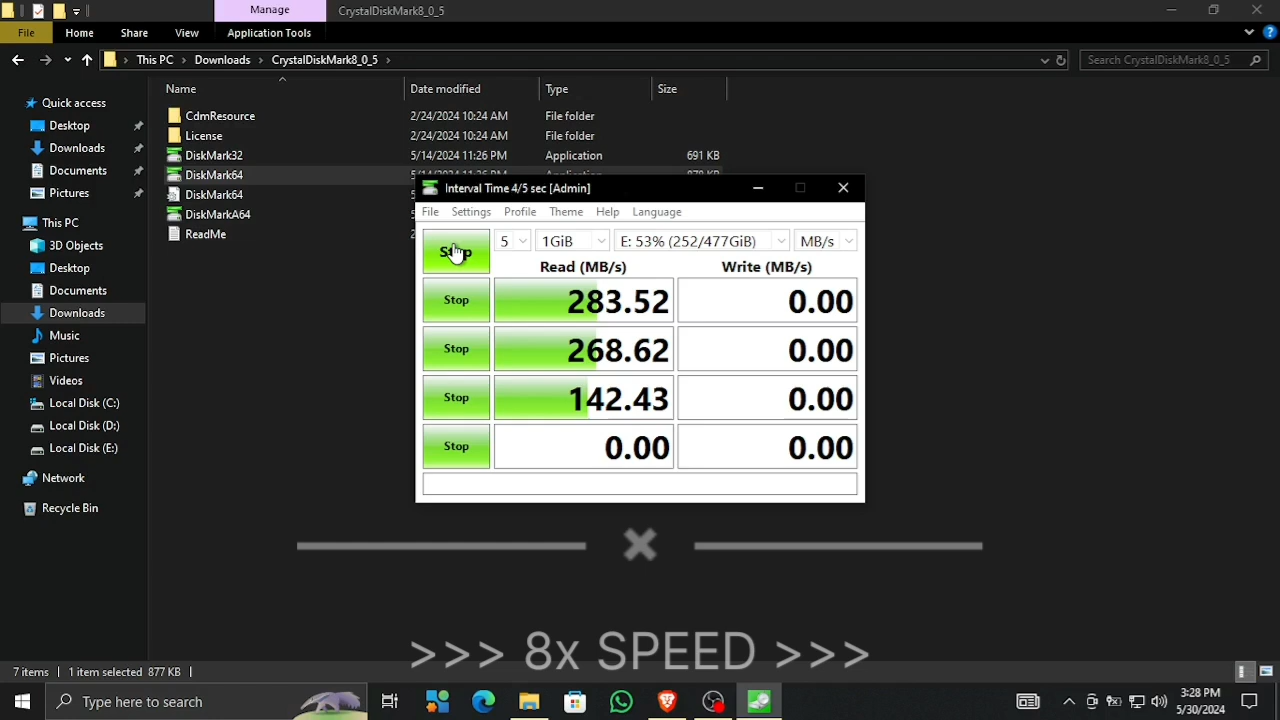 Manage
CrystalDiskMark8_0_5
File
Home
Share
View
Application Tools
This PC
Downloads
CrystalDiskMark8_0_5
Search CrystalDiskMark8_0_5
Name
Date modified
Type
Size
Quick access
Desktop
Downloads
Documents
Pictures
This PC
3D Objects
Desktop
Documents
Downloads
Music
Pictures
Videos
Local Disk (C:)
Local Disk (D:)
Local Disk (E:)
Network
Recycle Bin
CdmResource 2/24/2024 10:24 AM File folder
License 2/24/2024 10:24 AM File folder
DiskMark32 5/14/2024 11:26 PM Application 691 KB
DiskMark64
DiskMark64
DiskMarkA64
ReadMe
Interval Time 4/5 sec [Admin]
File Settings Profile Theme Help Language
Stop 5 1GiB E: 53% (252/477GiB) MB/s
Read (MB/s) Write (MB/s)
Stop 283.52 0.00
Stop 268.62 0.00
Stop 142.43 0.00
Stop 0.00 0.00
>>> 8x SPEED >>>
7 items 1 item selected 877 KB
Type here to search
3:28 PM
5/30/2024